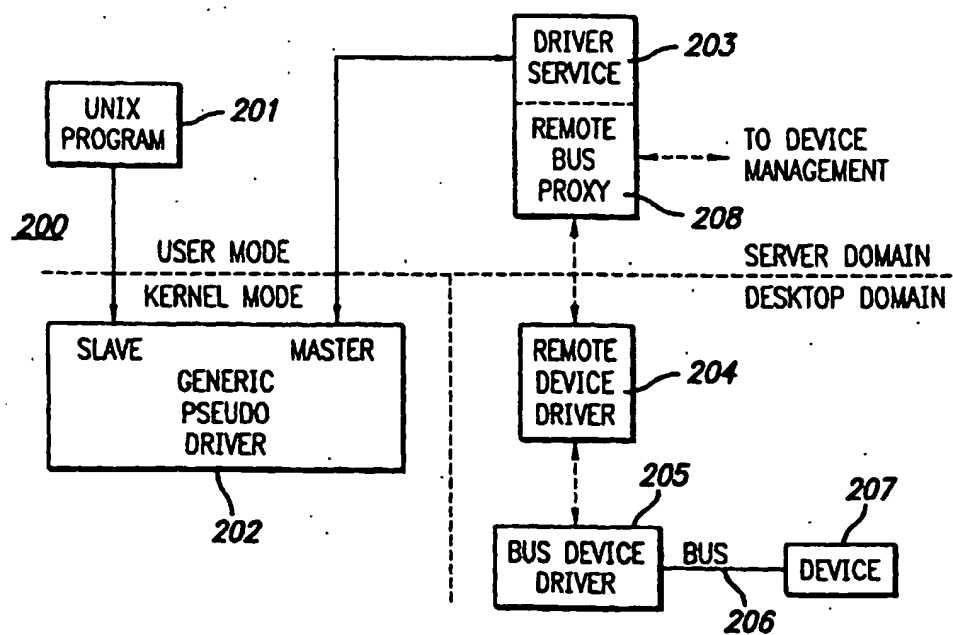 DRIVER
SERVICE
203
UNIX
PROGRAM
201
REMOTE
BUS
PROXY
208
TO DEVICE
MANAGEMENT
200
USER MODE
SERVER DOMAIN
KERNEL MODE
DESKTOP DOMAIN
SLAVE
MASTER
GENERIC
PSEUDO
DRIVER
202
REMOTE
DEVICE
DRIVER
204
205
207
BUS DEVICE
DRIVER
BUS
206
DEVICE